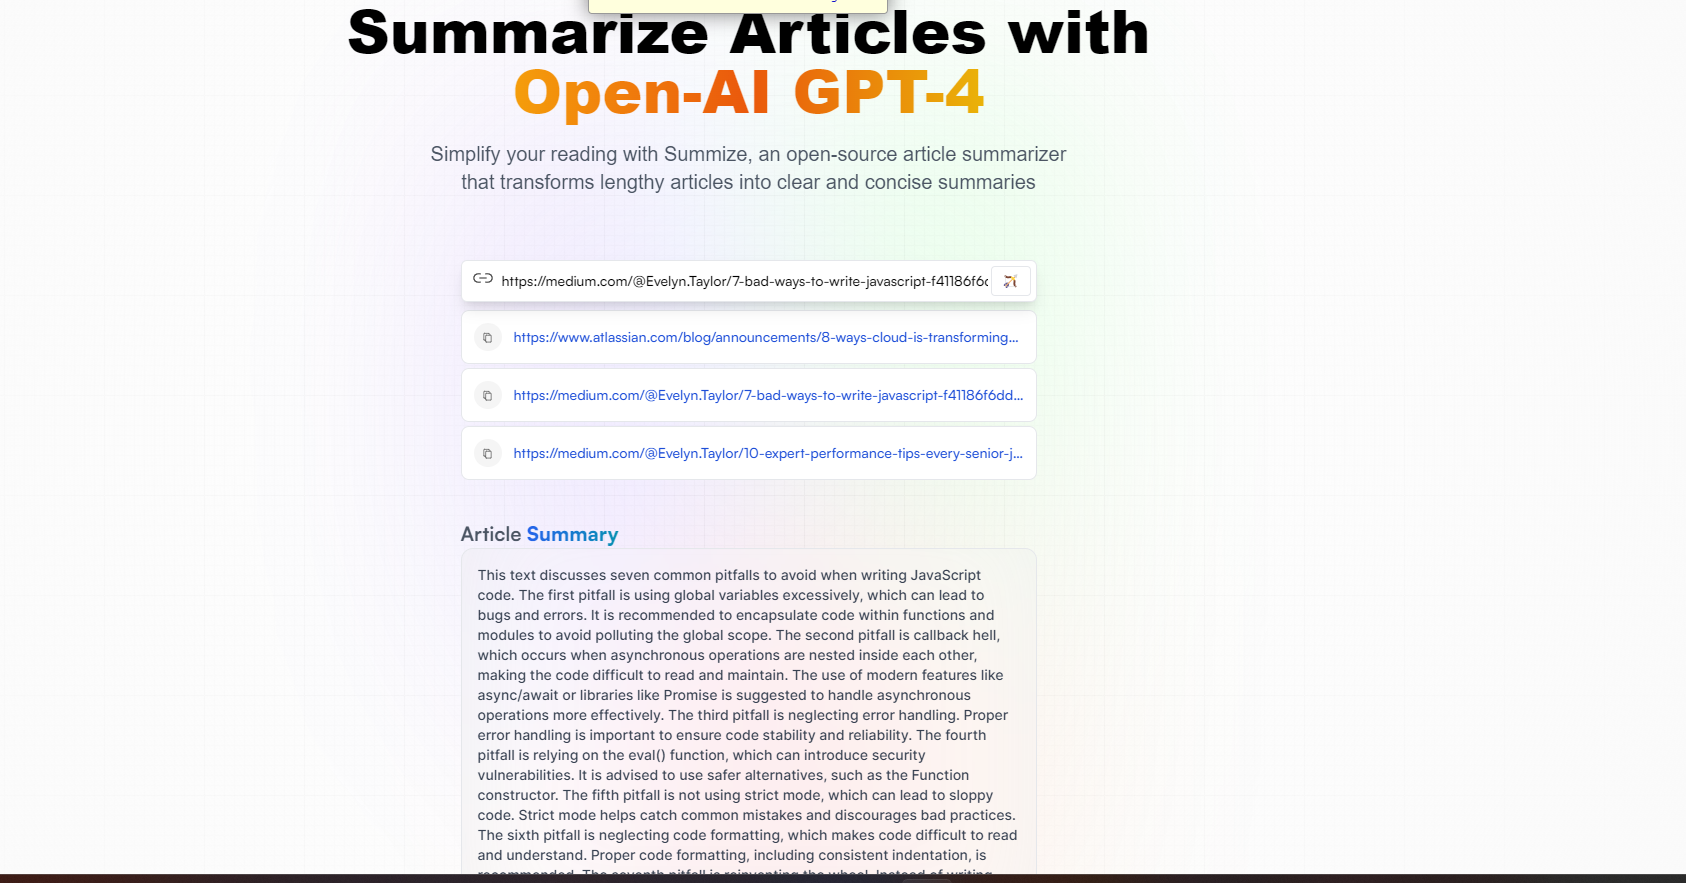 Summarize Articles with
Open-AI GPT-4
Simplify your reading with Summize, an open-source article summarizer
that transforms lengthy articles into clear and concise summaries
https://medium.com/@Evelyn.Taylor/7-bad-ways-to-write-javascript-f41186f6d
https://www.atlassian.com/blog/announcements/8-ways-cloud-is-transforming...
https://medium.com/@Evelyn.Taylor/7-bad-ways-to-write-javascript-f41186f6dd...
https://medium.com/@Evelyn.Taylor/10-expert-performance-tips-every-senior-j...
Article Summary
This text discusses seven common pitfalls to avoid when writing JavaScript
code. The first pitfall is using global variables excessively, which can lead to
bugs and errors. It is recommended to encapsulate code within functions and
modules to avoid polluting the global scope. The second pitfall is callback hell,
which occurs when asynchronous operations are nested inside each other,
making the code difficult to read and maintain. The use of modern features like
async/await or libraries like Promise is suggested to handle asynchronous
operations more effectively. The third pitfall is neglecting error handling. Proper
error handling is important to ensure code stability and reliability. The fourth
pitfall is relying on the eval() function, which can introduce security
vulnerabilities. It is advised to use safer alternatives, such as the Function
constructor. The fifth pitfall is not using strict mode, which can lead to sloppy
code. Strict mode helps catch common mistakes and discourages bad practices.
The sixth pitfall is neglecting code formatting, which makes code difficult to read
and understand. Proper code formatting, including consistent indentation, is
recommended. The seventh pitfall is reinventing the wheel. Instead of writing